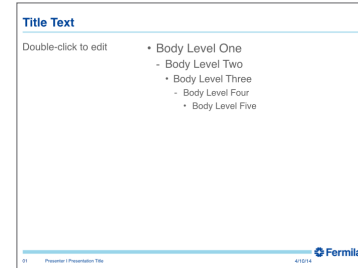 Title Text
Double-click to edit
• Body Level One
- Body Level Two
• Body Level Three
- Body Level Four
• Body Level Five
Fermila
01 Presenter I Presentation Title 4/10/14